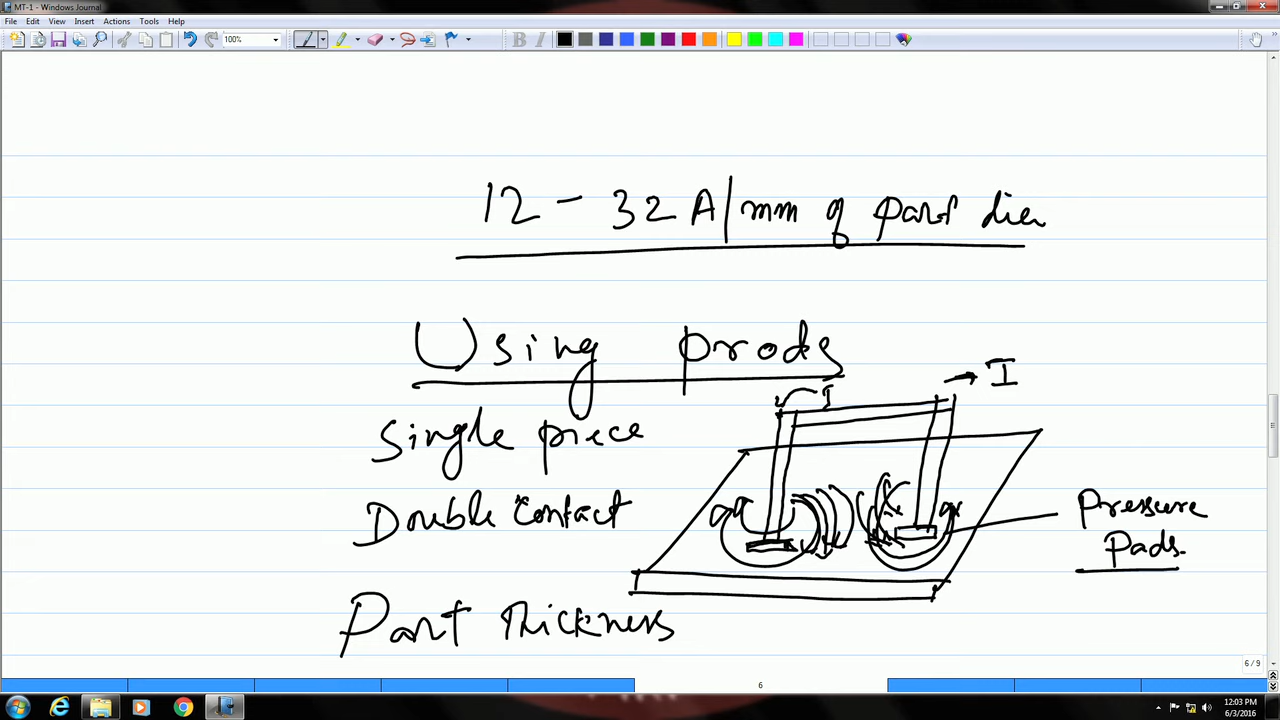 MT-1 - Windows Journal
File Edit View Insert Actions Tools Help
100%
B I
12 - 32 A/mm of part dia
Using prods
I
I
Single piece
Double contact
Pressure
Pads.
Part Thickness
6 / 9
6
12:03 PM
6/3/2016